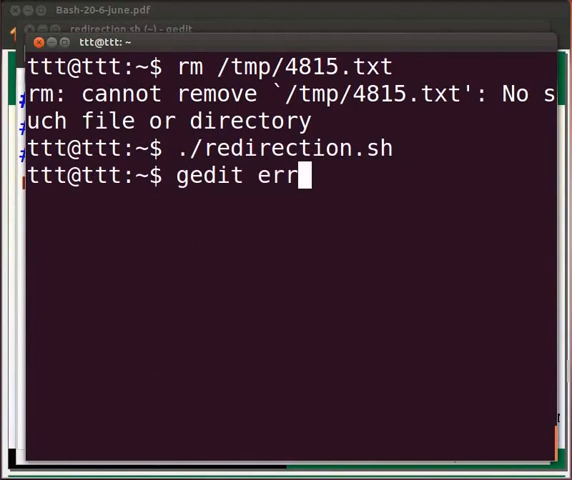 Bash-20-6-june.pdf
redirection.sh (~) - gedit
ttt@ttt: ~
ttt@ttt:~$ rm /tmp/4815.txt
rm: cannot remove `/tmp/4815.txt': No s
uch file or directory
ttt@ttt:~$ ./redirection.sh
ttt@ttt:~$ gedit err